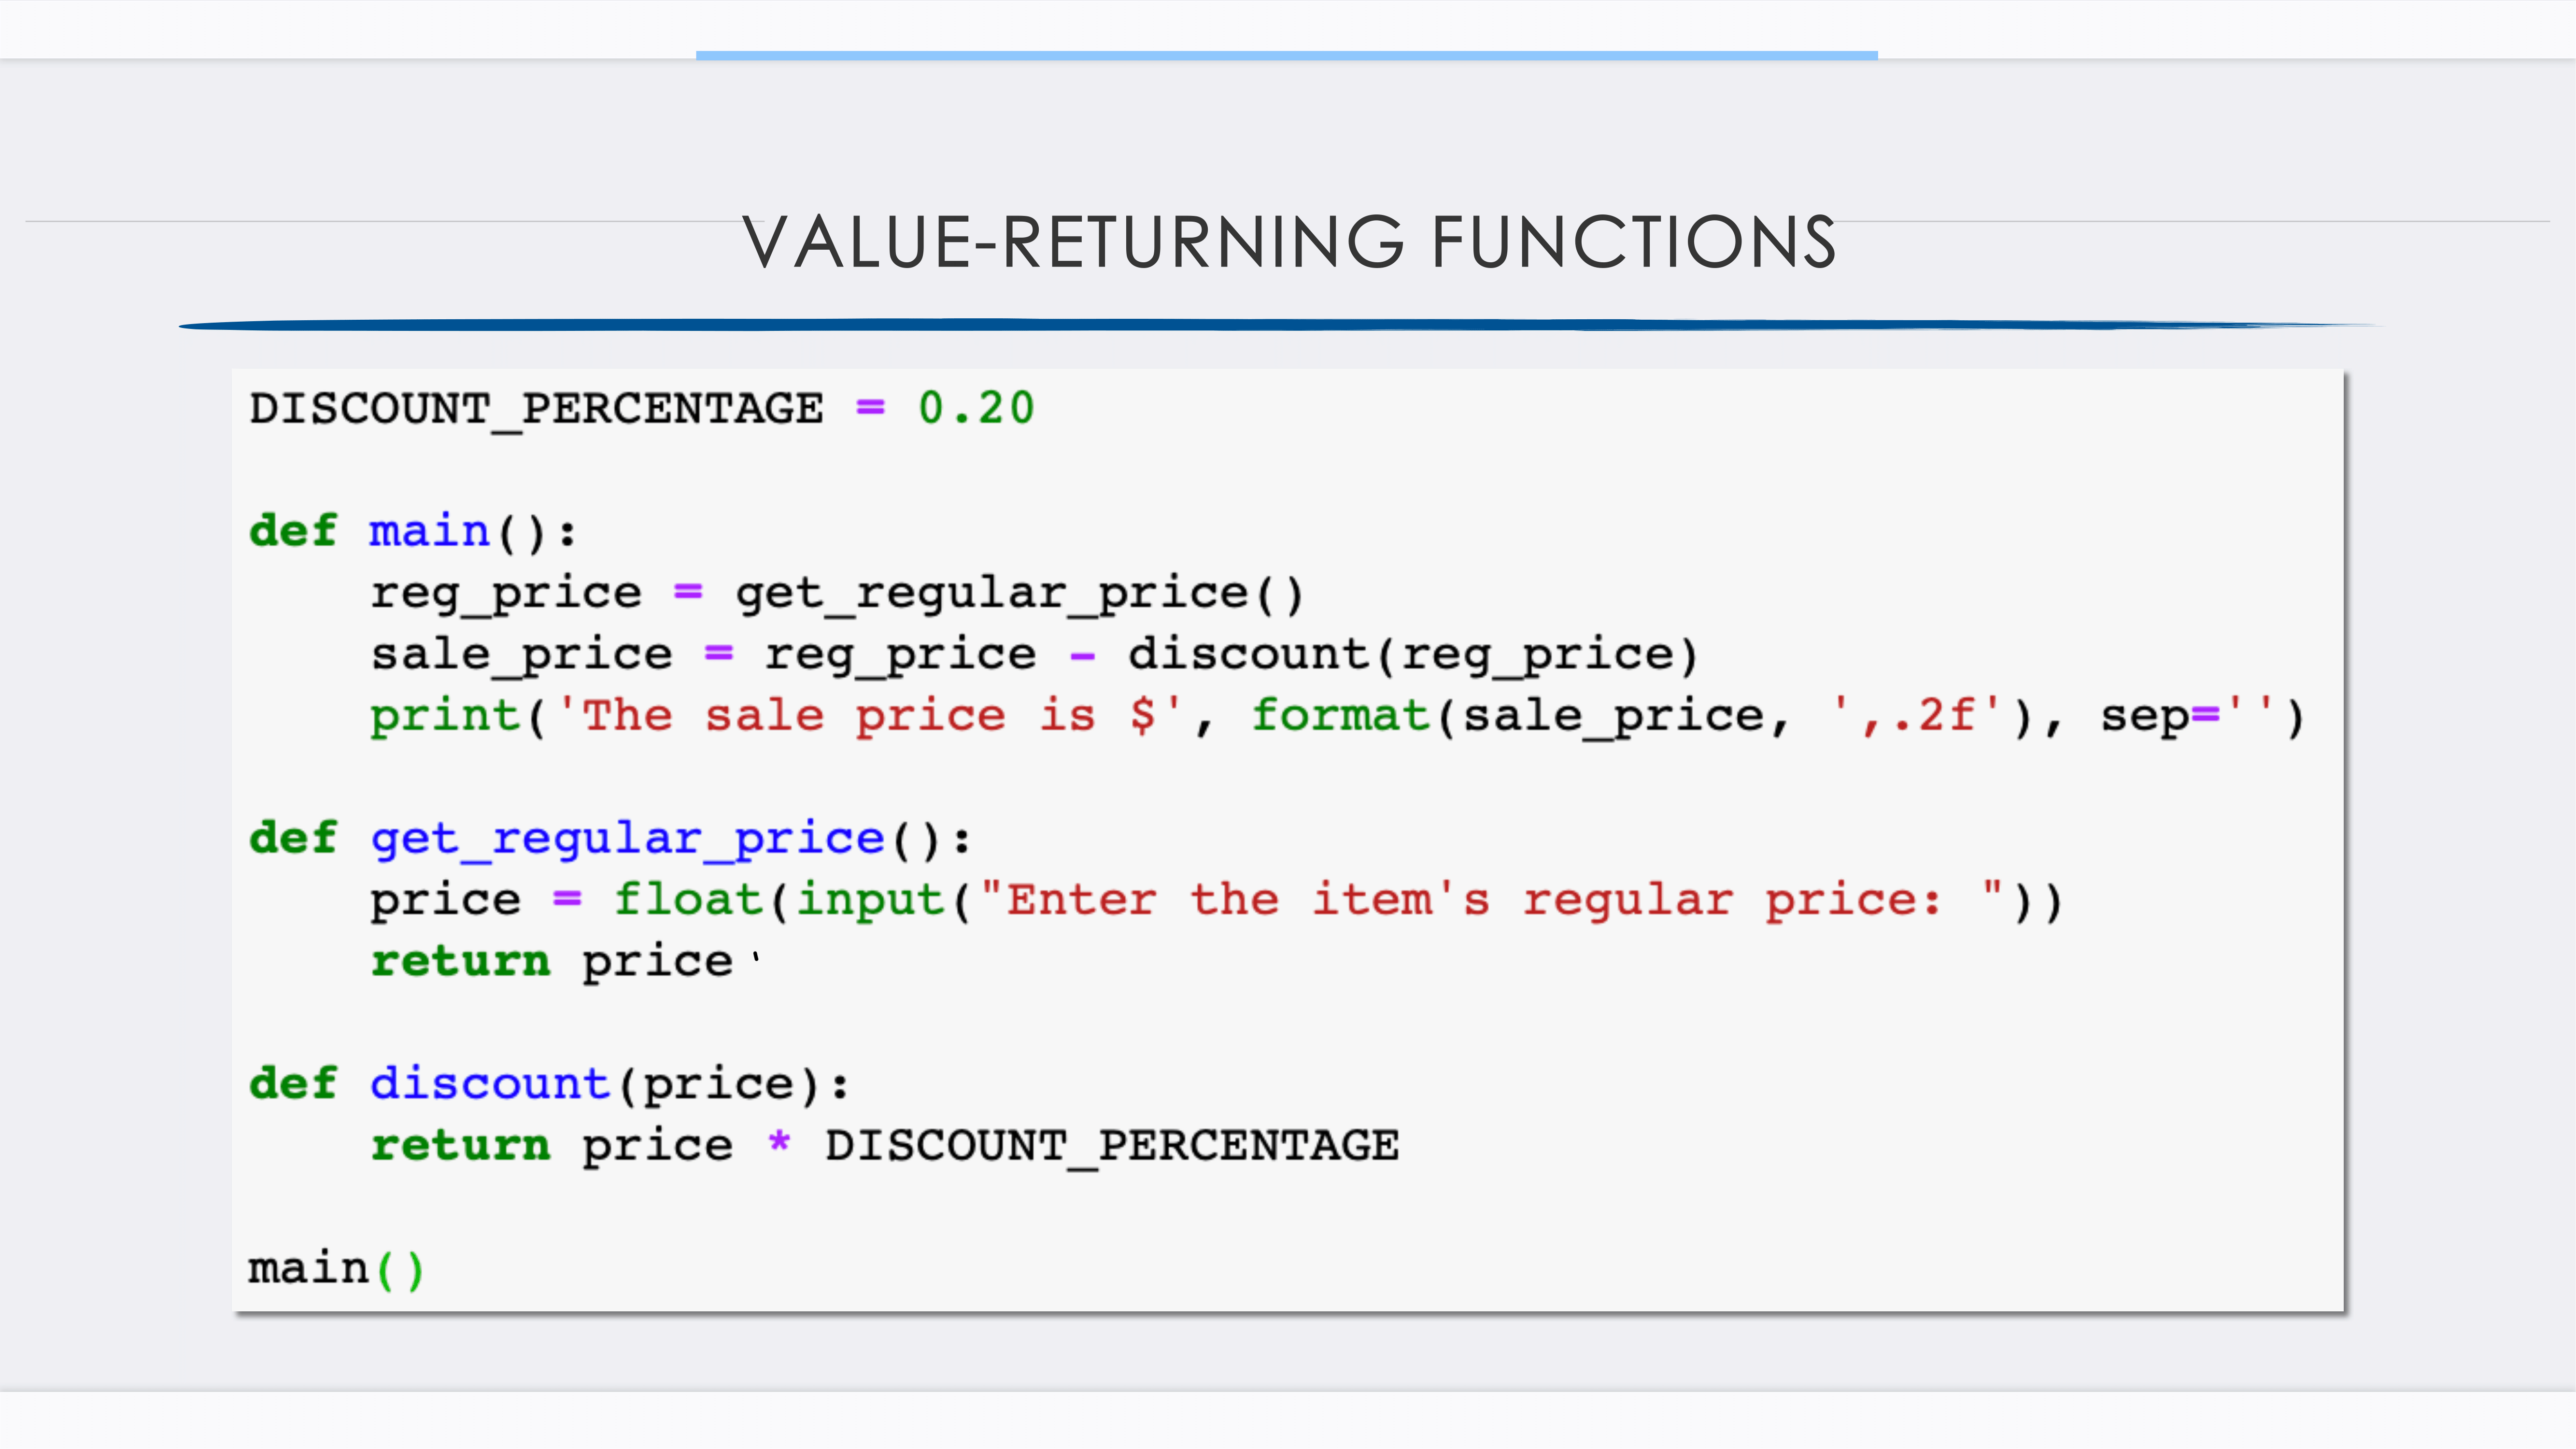 VALUE-RETURNING FUNCTIONS
DISCOUNT_PERCENTAGE = 0.20
def main():
    reg_price = get_regular_price()
    sale_price = reg_price - discount(reg_price)
    print('The sale price is $', format(sale_price, ',.2f'), sep='')
def get_regular_price():
    price = float(input("Enter the item's regular price: "))
    return price
def discount(price):
    return price * DISCOUNT_PERCENTAGE
main()